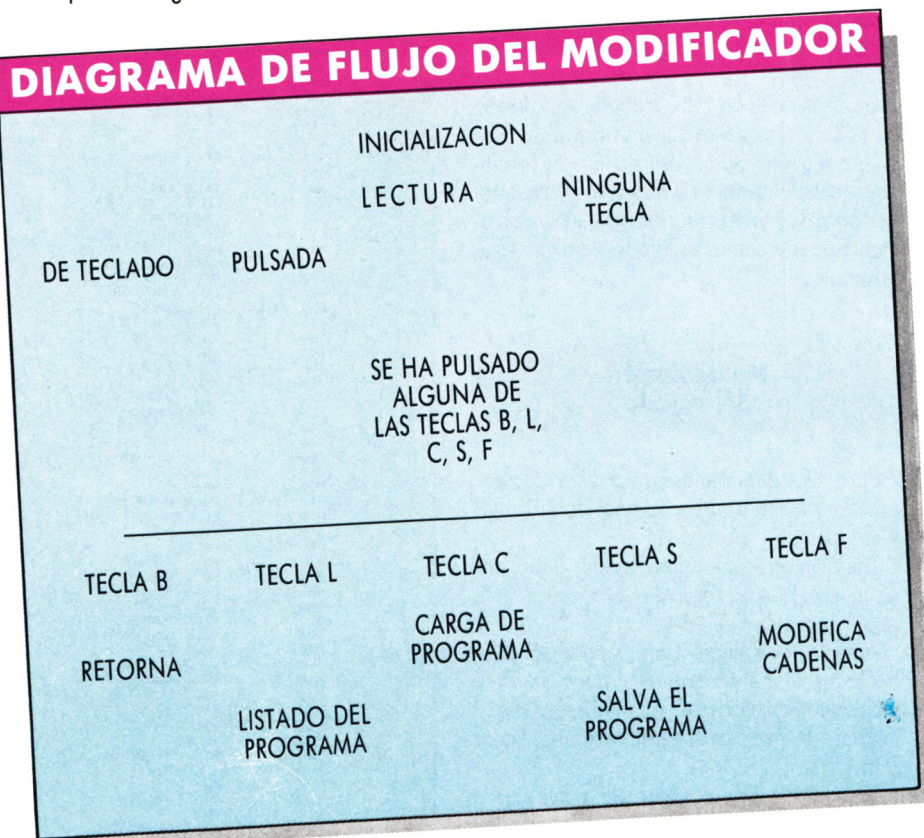 DIAGRAMA DE FLUJO DEL MODIFICADOR
INICIALIZACION
LECTURA
NINGUNA
TECLA
DE TECLADO
PULSADA
SE HA PULSADO
ALGUNA DE
LAS TECLAS B, L,
C, S, F
TECLA B
TECLA L
TECLA C
TECLA S
TECLA F
RETORNA
LISTADO DEL
PROGRAMA
CARGA DE
PROGRAMA
SALVA EL
PROGRAMA
MODIFICA
CADENAS